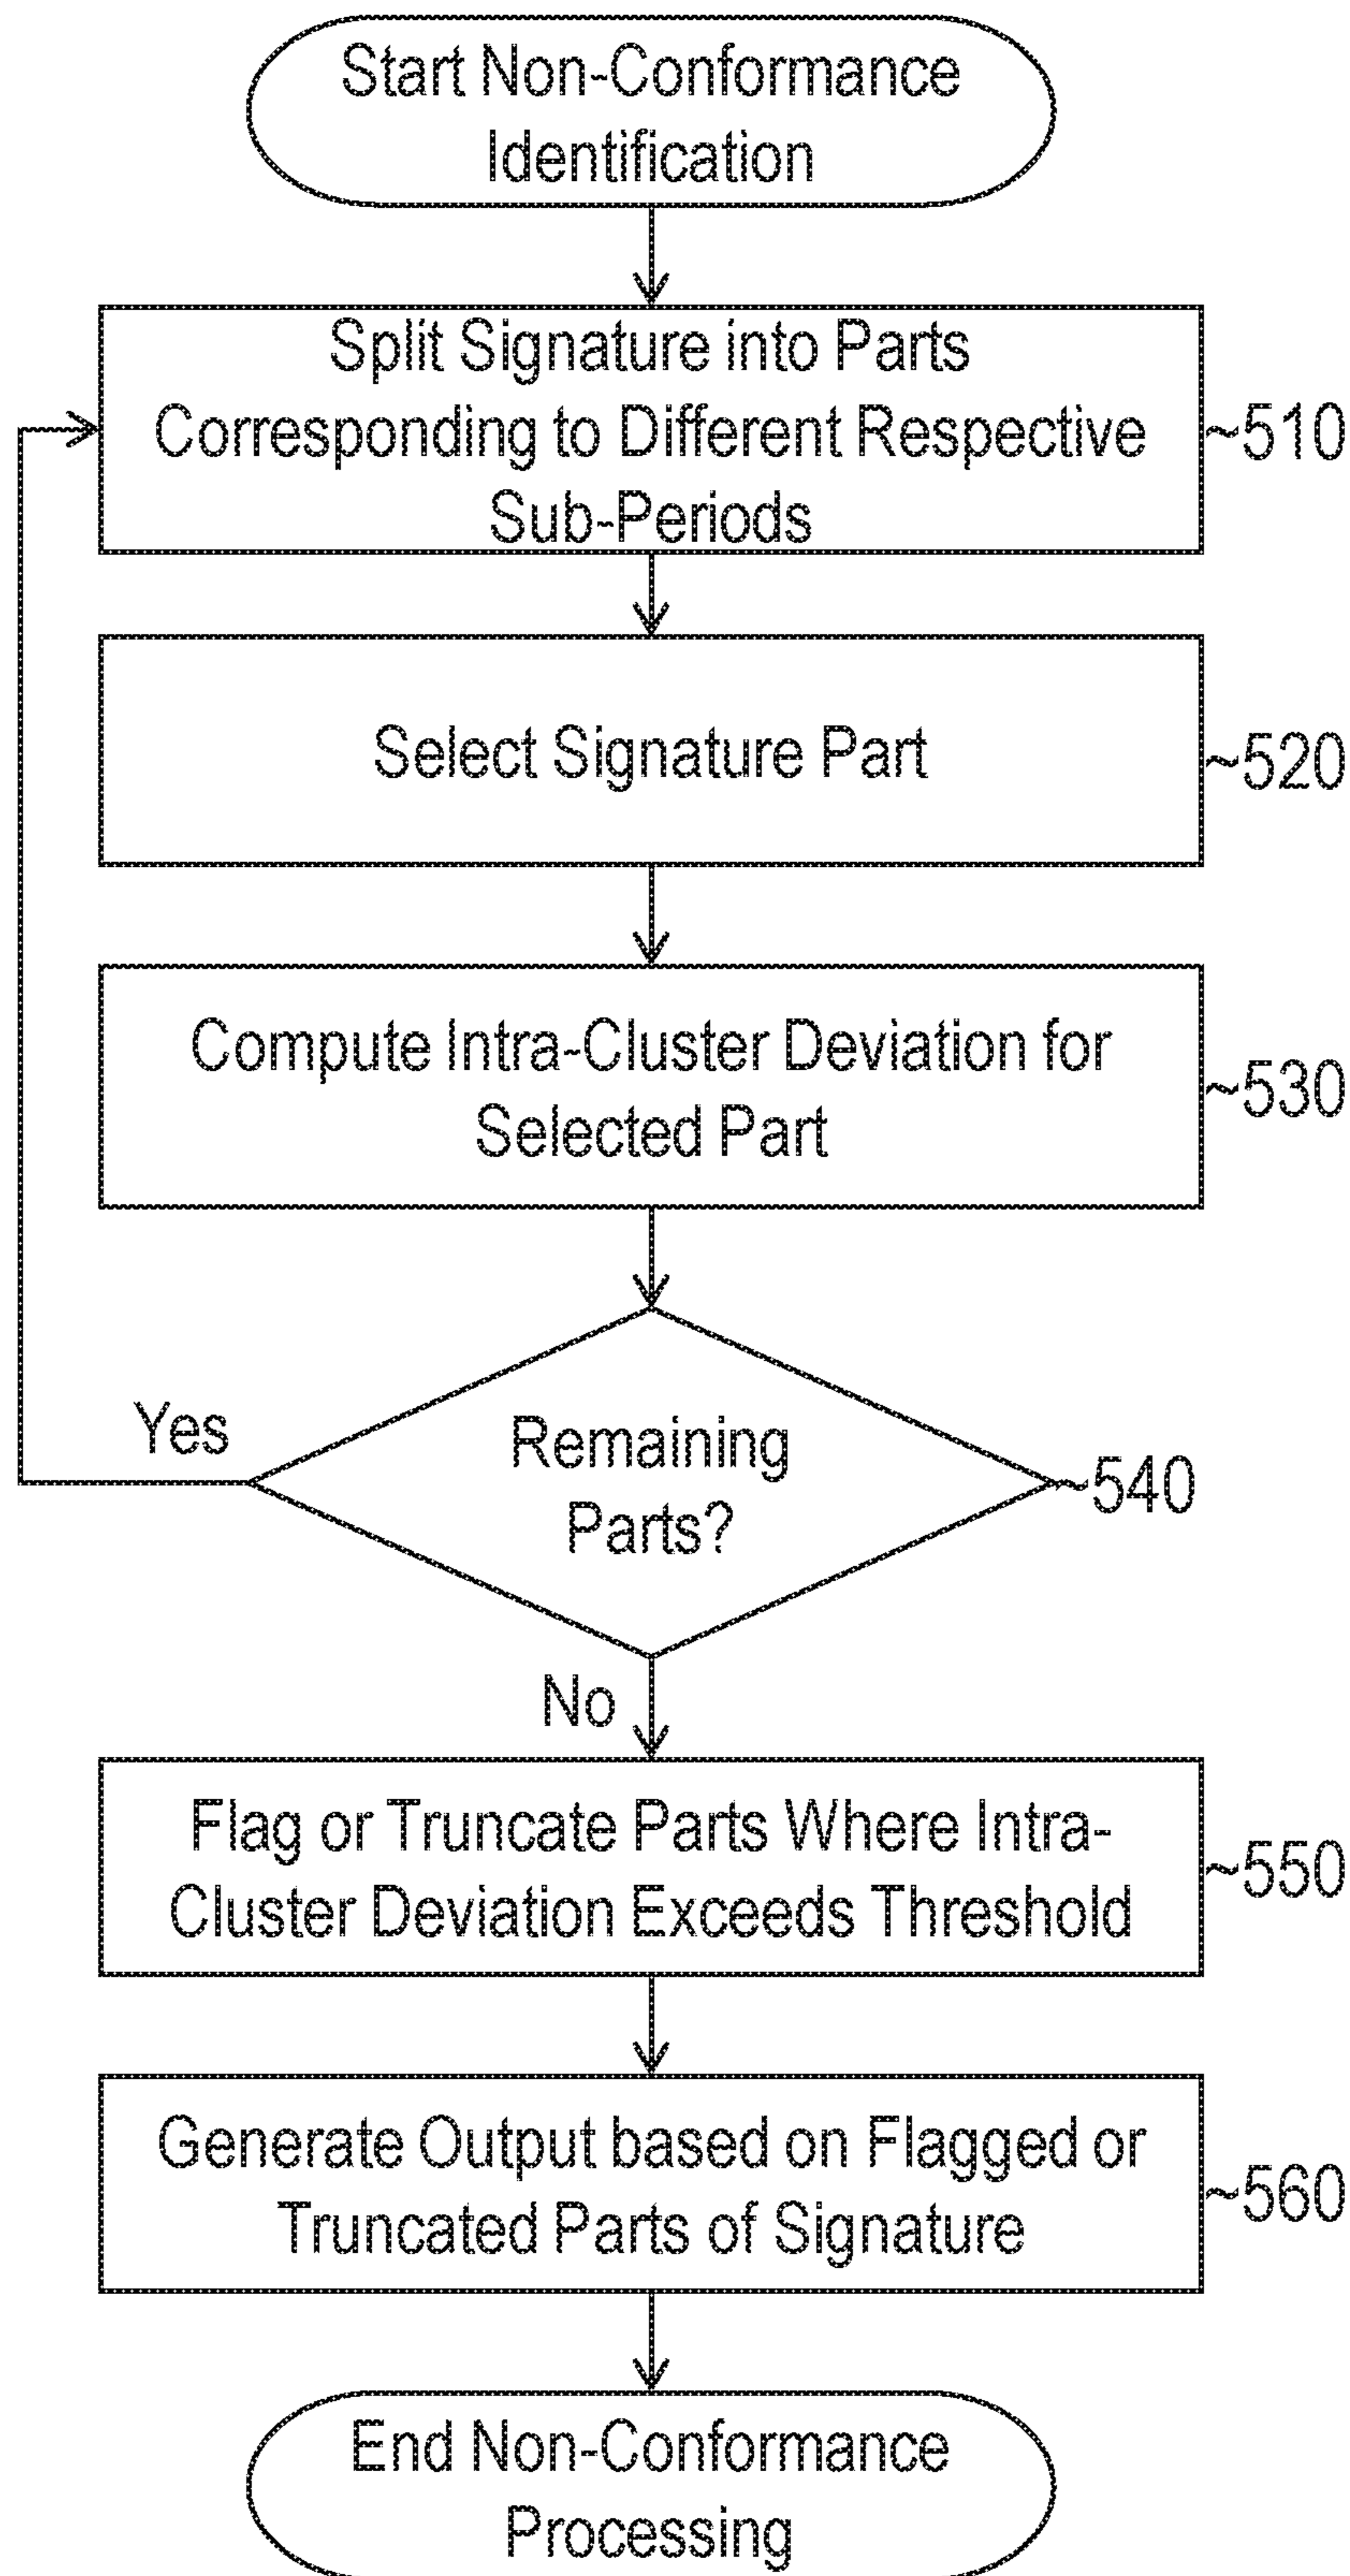 Start Non-Conformance
Identification
Split Signature into Parts
Corresponding to Different Respective
Sub-Periods
~510
Select Signature Part
~520
Compute Intra-Cluster Deviation for
Selected Part
~530
Remaining
Parts?
~540
Yes
No
Flag or Truncate Parts Where Intra-
Cluster Deviation Exceeds Threshold
~550
Generate Output based on Flagged or
Truncated Parts of Signature
~560
End Non-Conformance
Processing